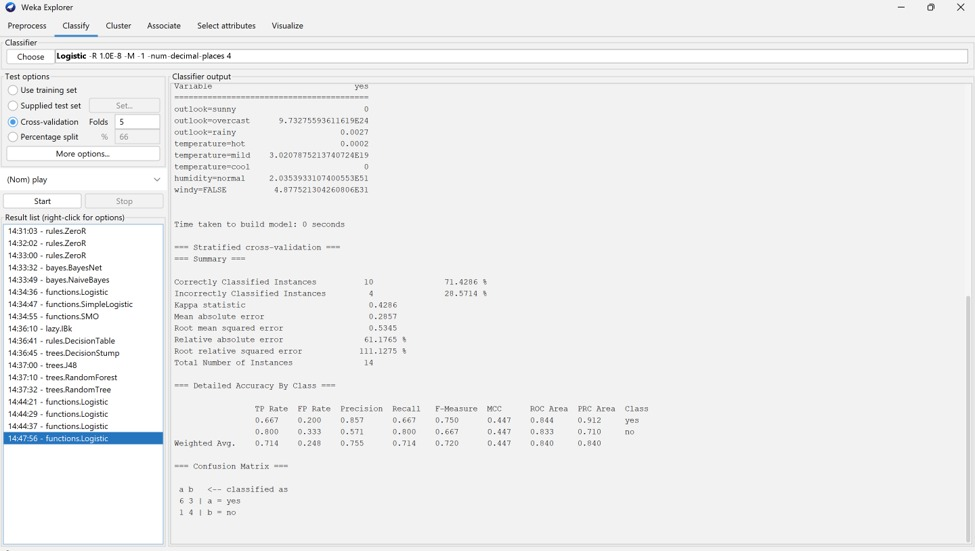 Weka Explorer
Preprocess Classify Cluster Associate Select attributes Visualize
Classifier
Choose Logistic -R 1.0E-8 -M -1 -num-decimal-places 4
Test options
Use training set
Supplied test set Set...
Cross-validation Folds 5
Percentage split % 66
More options...
(Nom) play
Start Stop
Result list (right-click for options)
14:31:03 - rules.ZeroR
14:32:02 - rules.ZeroR
14:33:00 - rules.ZeroR
14:33:32 - bayes.BayesNet
14:33:49 - bayes.NaiveBayes
14:34:36 - functions.Logistic
14:34:47 - functions.SimpleLogistic
14:34:55 - functions.SMO
14:36:10 - lazy.IBk
14:36:41 - rules.DecisionTable
14:36:45 - trees.DecisionStump
14:37:00 - trees.J48
14:37:10 - trees.RandomForest
14:37:32 - trees.RandomTree
14:44:21 - functions.Logistic
14:44:29 - functions.Logistic
14:44:37 - functions.Logistic
14:47:56 - functions.Logistic
Classifier output
Variable yes
============================================
outlook=sunny 0
outlook=overcast 9.73275593611619E24
outlook=rainy 0.0027
temperature=hot 0.0002
temperature=mild 3.0207875213740724E19
temperature=cool 0
humidity=normal 2.0353933107400553E51
windy=FALSE 4.877521304260806E31
Time taken to build model: 0 seconds
=== Stratified cross-validation ===
=== Summary ===
Correctly Classified Instances 10 71.4286 %
Incorrectly Classified Instances 4 28.5714 %
Kappa statistic 0.4286
Mean absolute error 0.2857
Root mean squared error 0.5345
Relative absolute error 61.1765 %
Root relative squared error 111.1275 %
Total Number of Instances 14
=== Detailed Accuracy By Class ===
TP Rate FP Rate Precision Recall F-Measure MCC ROC Area PRC Area Class
0.667 0.200 0.857 0.667 0.750 0.447 0.844 0.912 yes
0.800 0.333 0.571 0.800 0.667 0.447 0.833 0.710 no
Weighted Avg. 0.714 0.248 0.755 0.714 0.720 0.447 0.840 0.840
=== Confusion Matrix ===
a b <-- classified as
6 3 | a = yes
1 4 | b = no